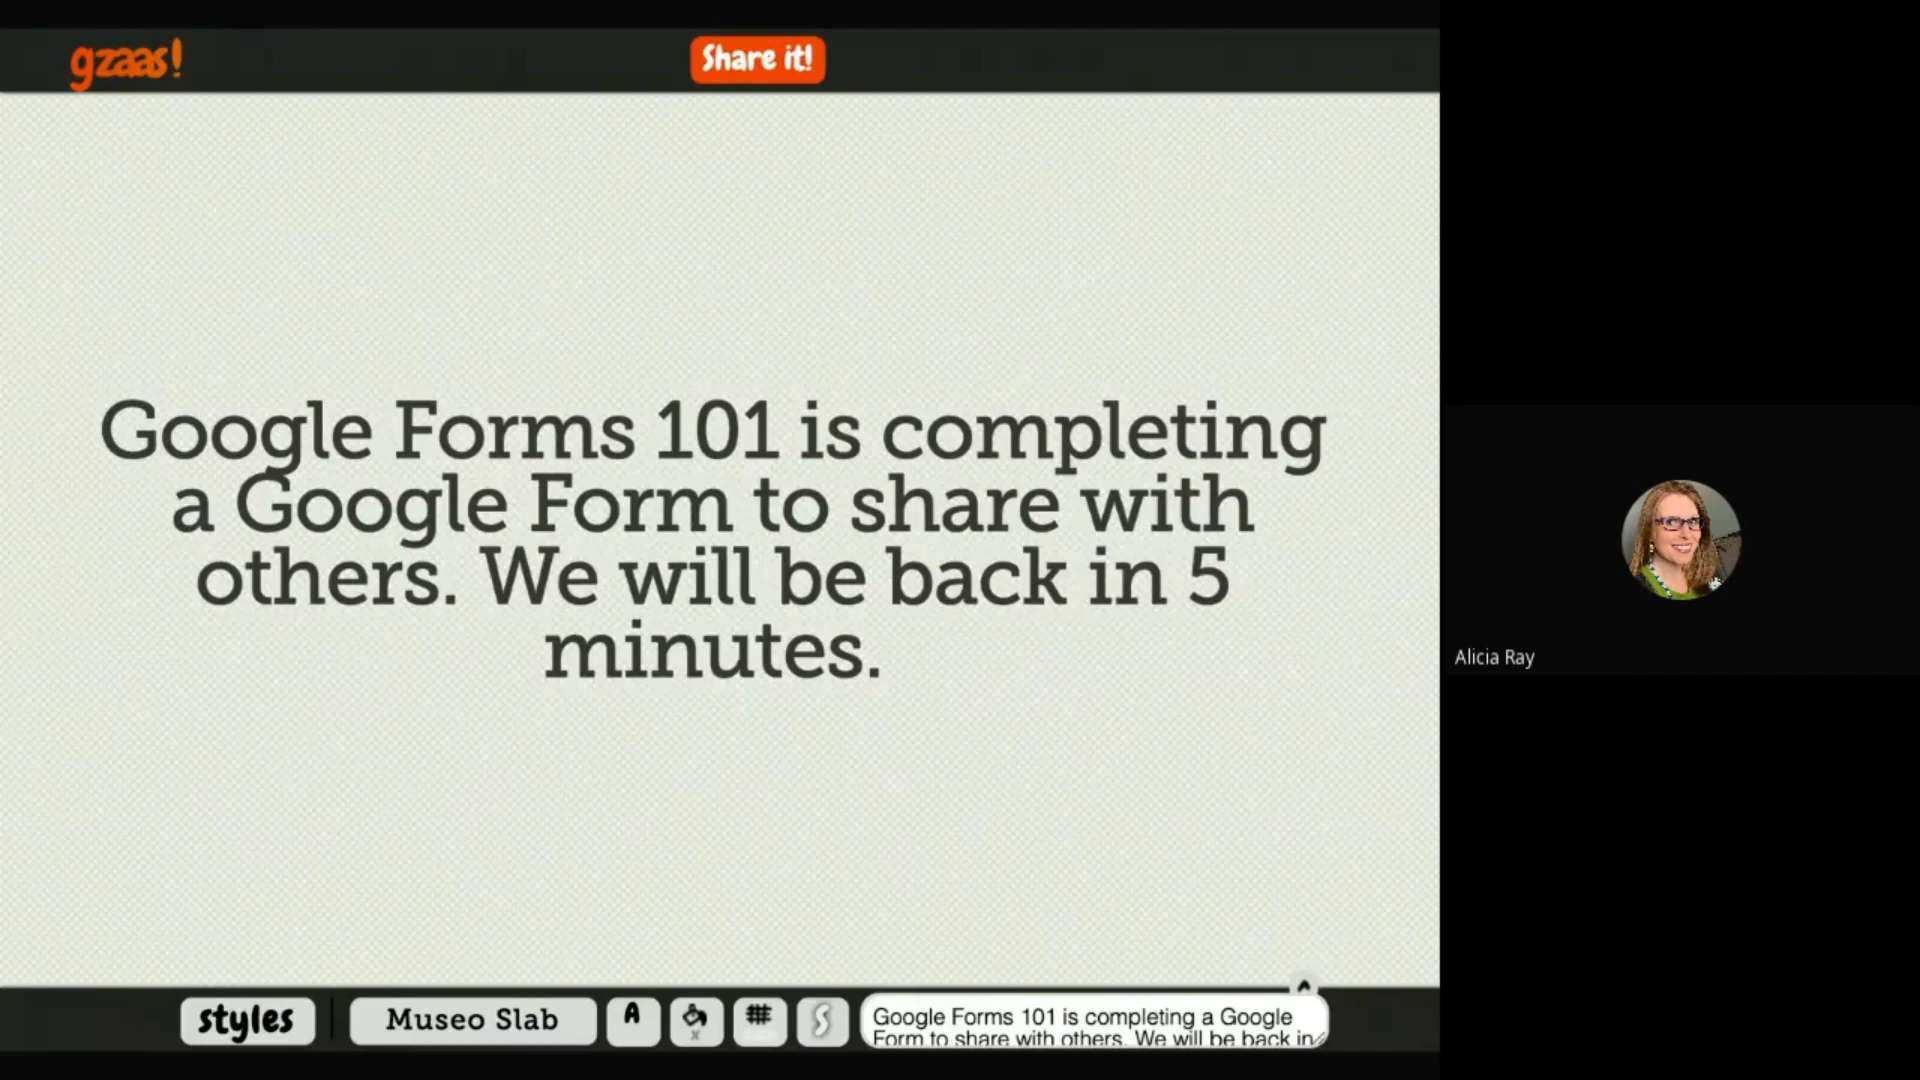 gzaas!
Share it!
Google Forms 101 is completing
a Google Form to share with
others. We will be back in 5
minutes.
Alicia Ray
styles
Museo Slab
A
S
Google Forms 101 is completing a Google
Form to share with others. We will be back in